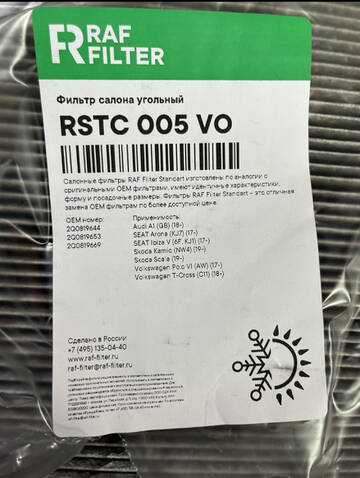 RAF
FILTER
Фильтр салона угольный
RSTC 005 VO
Салонные фильтры RAF Filter Standart изготовлены по аналогии с
оригинальными OEM фильтрами, имеют идентичные характеристики,
форму и посадочные размеры. Фильтры RAF Filter Standart – это отличная
замена OEM фильтрам по более доступной цене.
OEM номер:
2Q0819644
2Q0819653
2Q0819669
Применимость:
Audi A1 (GB) (18-)
SEAT Arona (KJ7) (17-)
SEAT Ibiza V (6F, KJ1) (17-)
Skoda Kamiq (NW4) (19-)
Skoda Scala (19-)
Volkswagen Polo VI (AW) (17-)
Volkswagen T-Cross (C11) (18-)
Сделано в России
+7 (495) 135-04-40
www.raf-filter.ru
raf-filter@raf-filter.ru